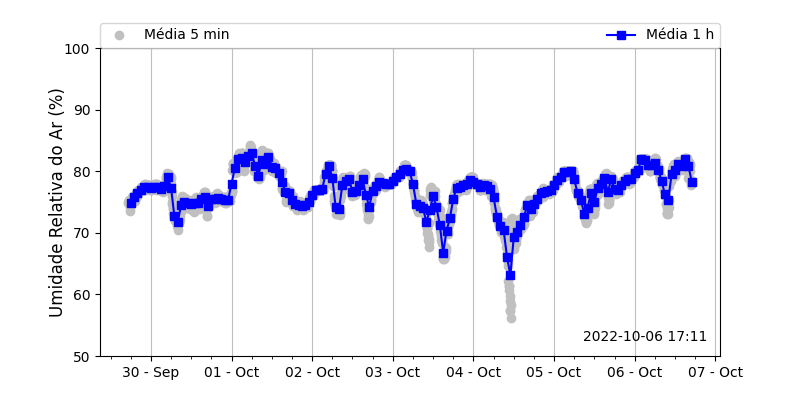 Média 5 min Média 1 h
Umidade Relativa do Ar (%)
100
90
80
70
60
50
2022-10-06 17:11
30 - Sep 01 - Oct 02 - Oct 03 - Oct 04 - Oct 05 - Oct 06 - Oct 07 - Oct